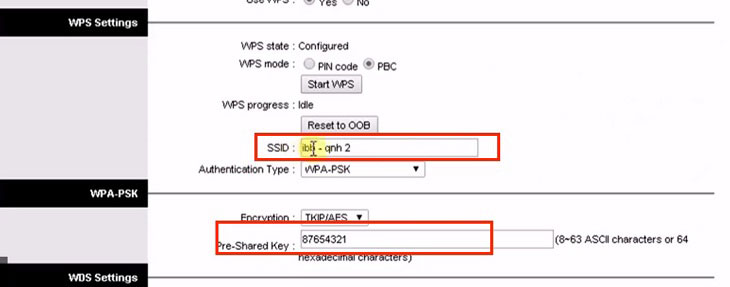 Use WPS : Yes No
WPS Settings
WPS state : Configured
WPS mode : PIN code PBC
Start WPS
WPS progress : Idle
Reset to OOB
SSID : - qnh 2
Authentication Type : WPA-PSK
WPA-PSK
Encryption : TKIP/AES
Pre-Shared Key : 87654321 (8~63 ASCII characters or 64
hexadecimal characters)
WDS Settings